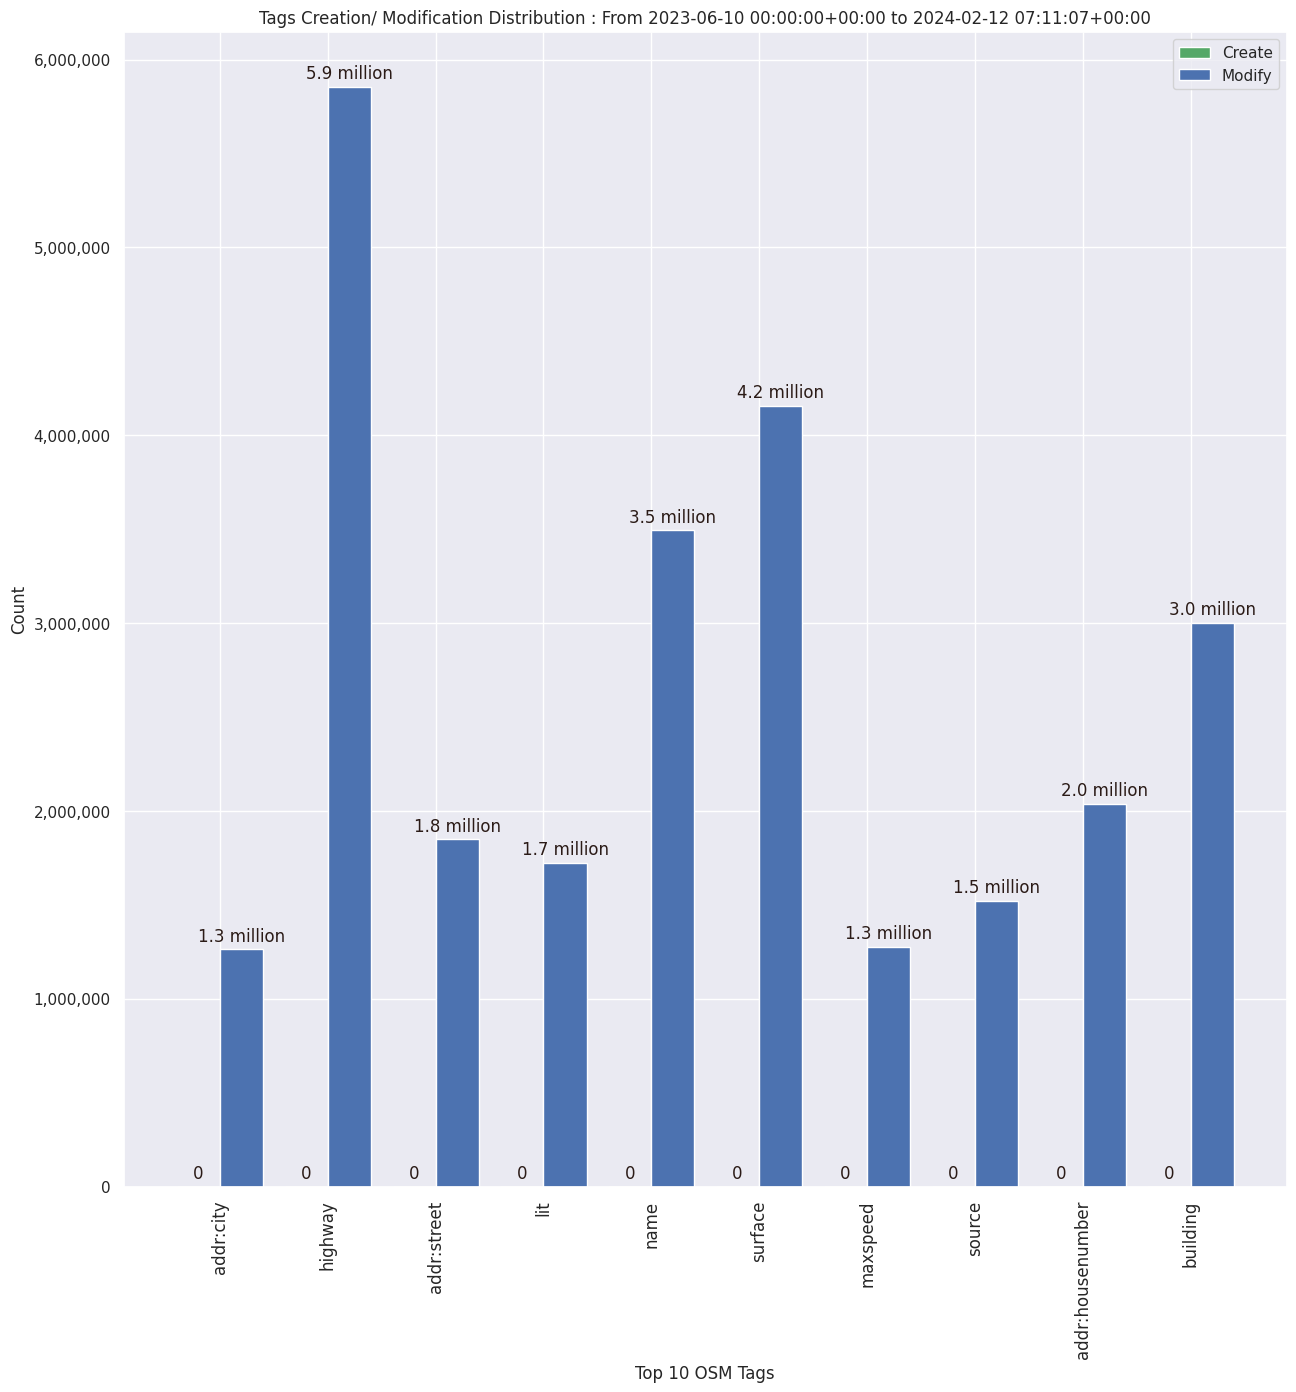 Tags Creation/ Modification Distribution : From 2023-06-10 00:00:00+00:00 to 2024-02-12 07:11:07+00:00
Create
Modify
6,000,000
5,000,000
4,000,000
3,000,000
2,000,000
1,000,000
0
Count
1.3 million
5.9 million
1.8 million
1.7 million
3.5 million
4.2 million
1.3 million
1.5 million
2.0 million
3.0 million
0
0
0
0
0
0
0
0
0
0
addr:city
highway
addr:street
lit
name
surface
maxspeed
source
addr:housenumber
building
Top 10 OSM Tags